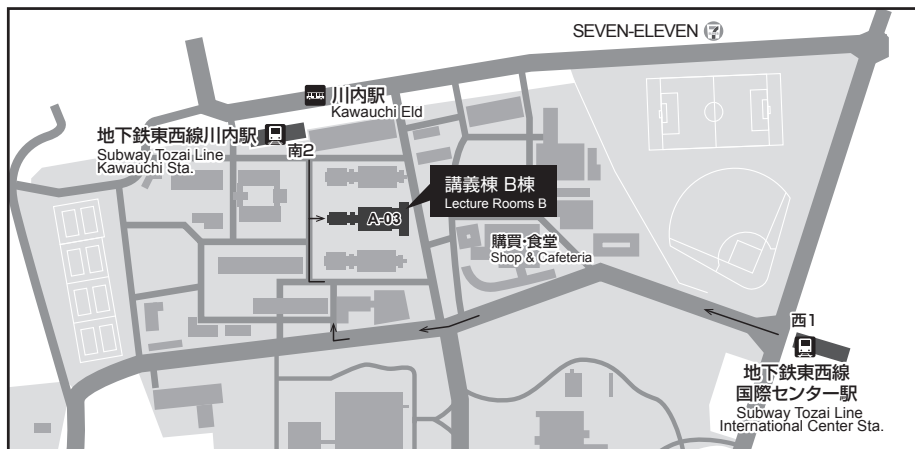 SEVEN-ELEVEN 7
川内駅
Kawauchi Eld
地下鉄東西線川内駅
Subway Tozai Line
Kawauchi Sta.
南2
講義棟 B棟
Lecture Rooms B
A-03
購買・食堂
Shop & Cafeteria
西1
地下鉄東西線
国際センター駅
Subway Tozai Line
International Center Sta.